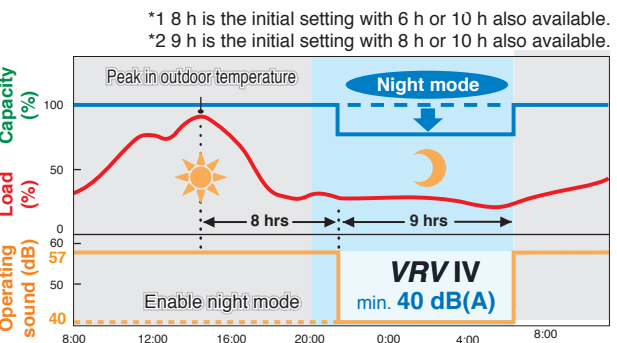 *1 8 h is the initial setting with 6 h or 10 h also available.
*2 9 h is the initial setting with 8 h or 10 h also available.
Capacity (%)
Load (%)
Operating sound (dB)
Peak in outdoor temperature
Night mode
100
50
0
8 hrs
9 hrs
60
57
50
40
Enable night mode
VRV IV
min. 40 dB(A)
8:00 12:00 16:00 20:00 0:00 4:00 8:00